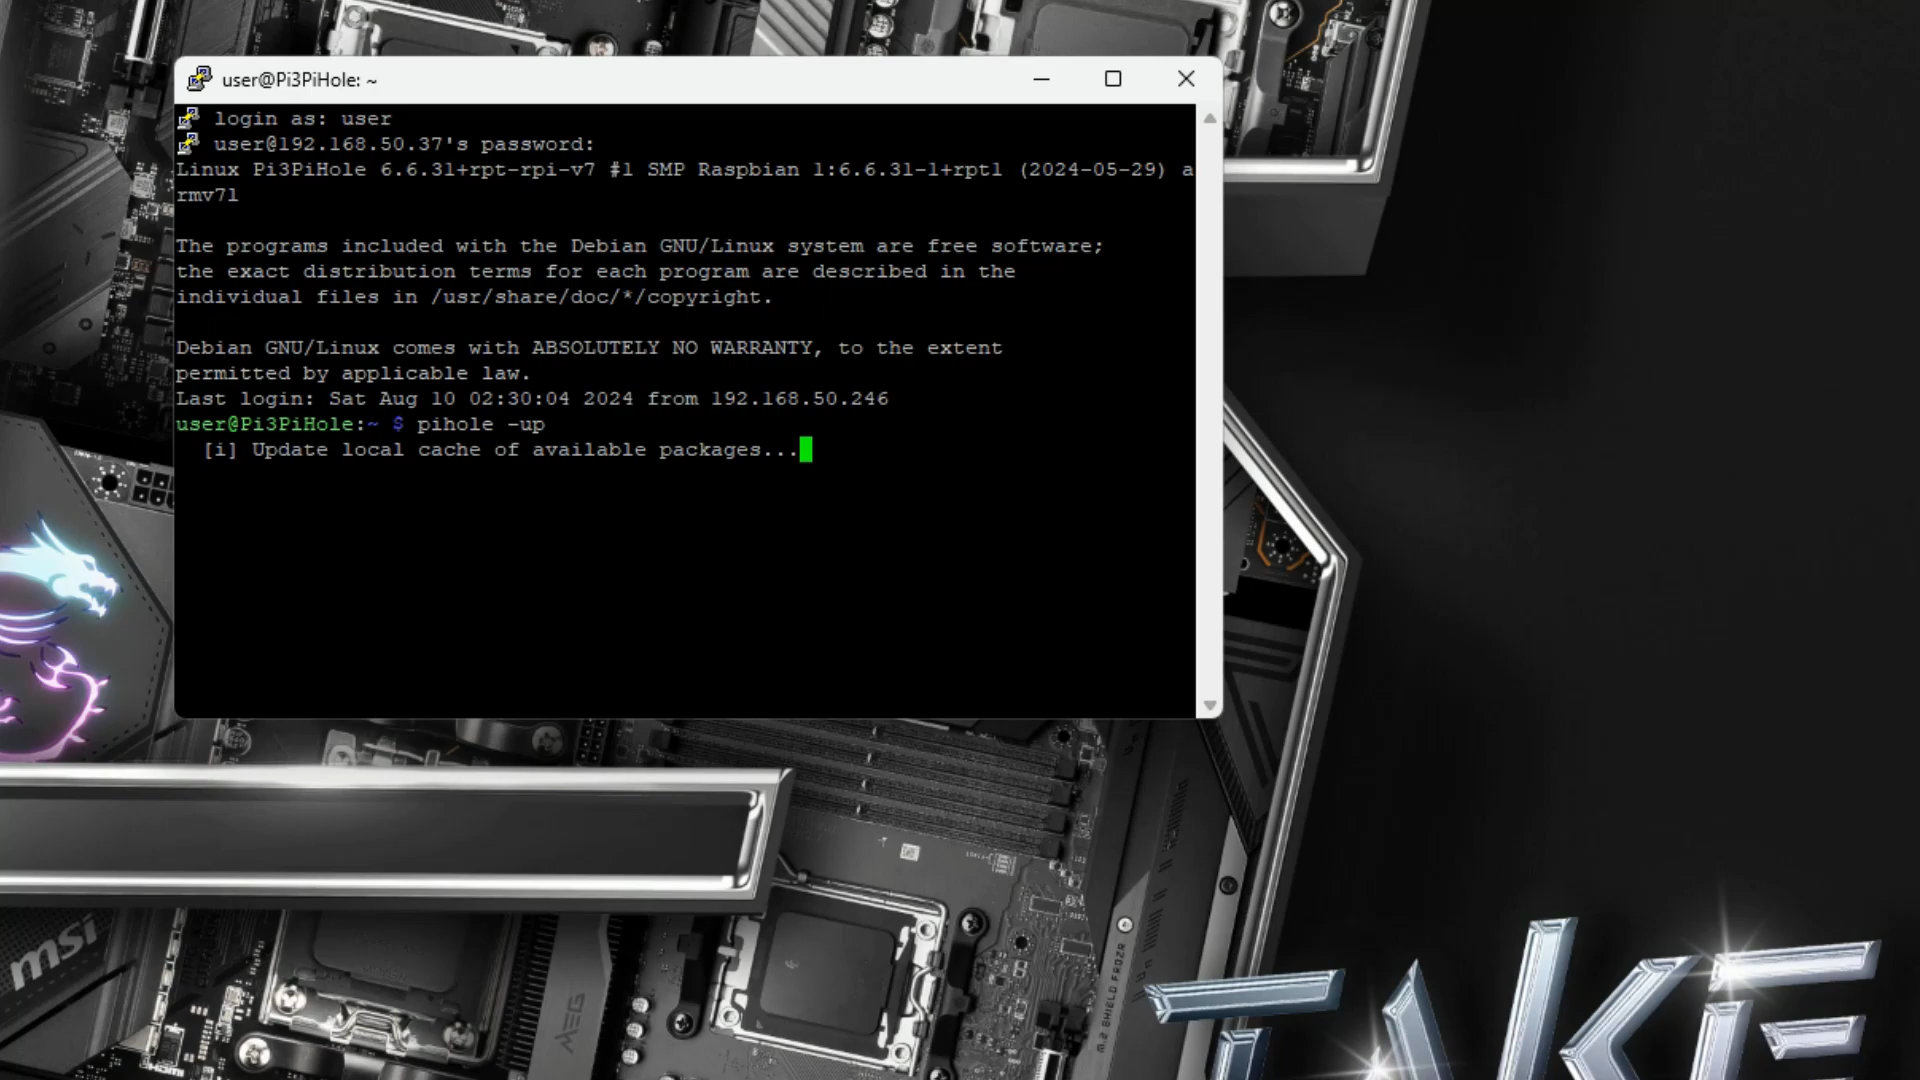 user@Pi3PiHole: ~
login as: user
user@192.168.50.37's password:
Linux Pi3PiHole 6.6.31+rpt-rpi-v7 #1 SMP Raspbian 1:6.6.31-1+rpt1 (2024-05-29) a
rmv7l
The programs included with the Debian GNU/Linux system are free software;
the exact distribution terms for each program are described in the
individual files in /usr/share/doc/*/copyright.
Debian GNU/Linux comes with ABSOLUTELY NO WARRANTY, to the extent
permitted by applicable law.
Last login: Sat Aug 10 02:30:04 2024 from 192.168.50.246
user@Pi3PiHole:~ $ pihole -up
[i] Update local cache of available packages...
msi
MEG
M.2 SHIELD FROZR
TAKE